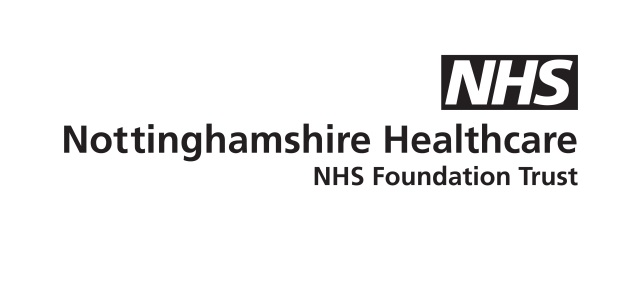 NHS
Nottinghamshire Healthcare
NHS Foundation Trust